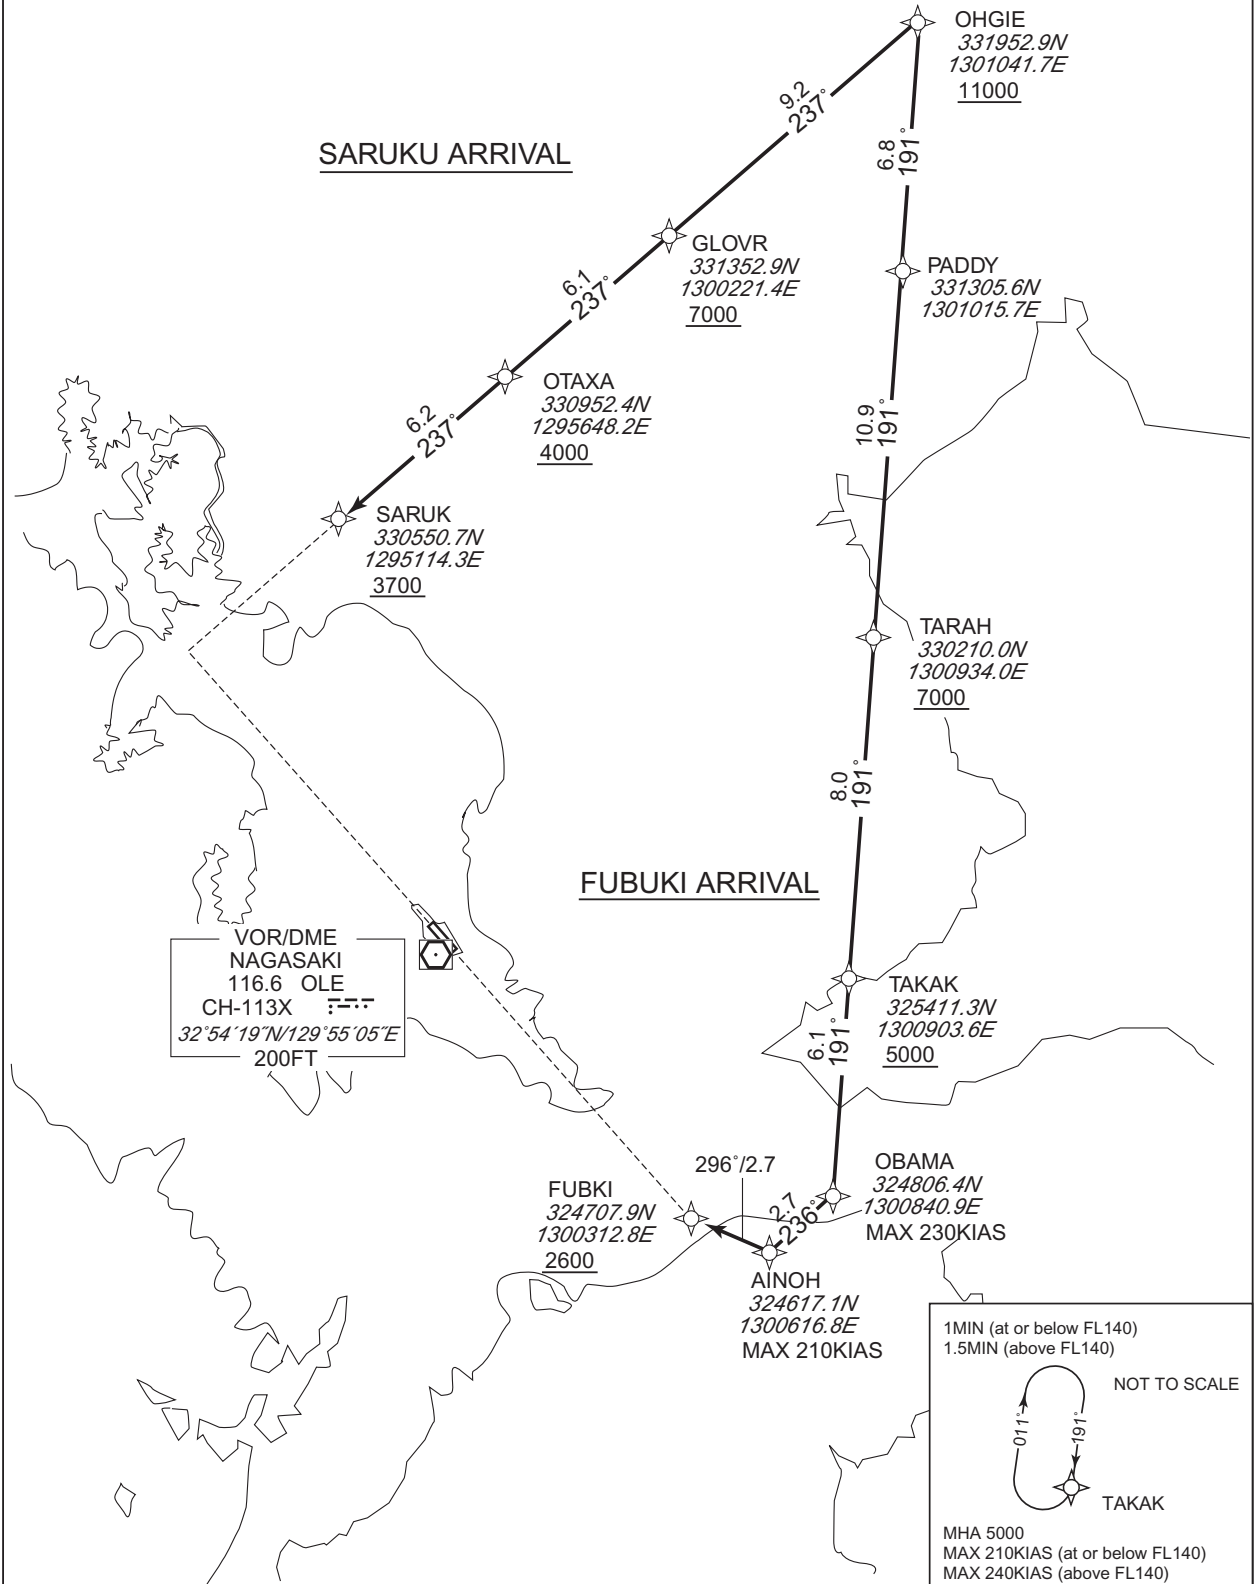 OHGIE
331952.9N
1301041.7E
11000
9.2
237°
SARUKU ARRIVAL
6.8
191°
GLOVR
331352.9N
1300221.4E
7000
PADDY
331305.6N
1301015.7E
6.1
237°
OTAXA
330952.4N
1295648.2E
4000
6.2
237°
10.9
191°
SARUK
330550.7N
1295114.3E
3700
TARAH
330210.0N
1300934.0E
7000
8.0
191°
FUBUKI ARRIVAL
VOR/DME
NAGASAKI
116.6 OLE
CH-113X
32°54′19″N/129°55′05″E
200FT
TAKAK
325411.3N
1300903.6E
5000
6.1
191°
296°/2.7
OBAMA
324806.4N
1300840.9E
MAX 230KIAS
2.7
236°
FUBKI
324707.9N
1300312.8E
2600
AINOH
324617.1N
1300616.8E
MAX 210KIAS
1MIN (at or below FL140)
1.5MIN (above FL140)
NOT TO SCALE
011°
191°
TAKAK
MHA 5000
MAX 210KIAS (at or below FL140)
MAX 240KIAS (above FL140)